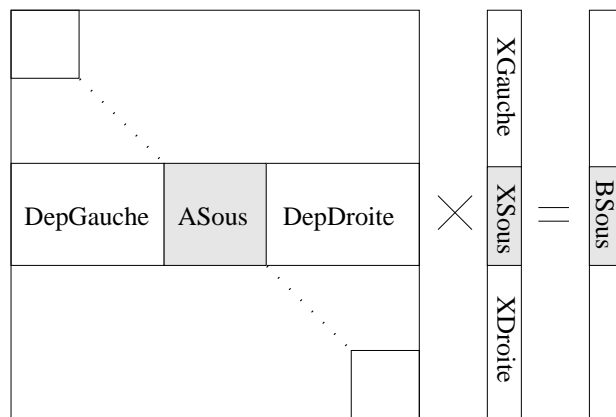 DepGauche
ASous
DepDroite
XGauche
XSous
XDroite
BSous